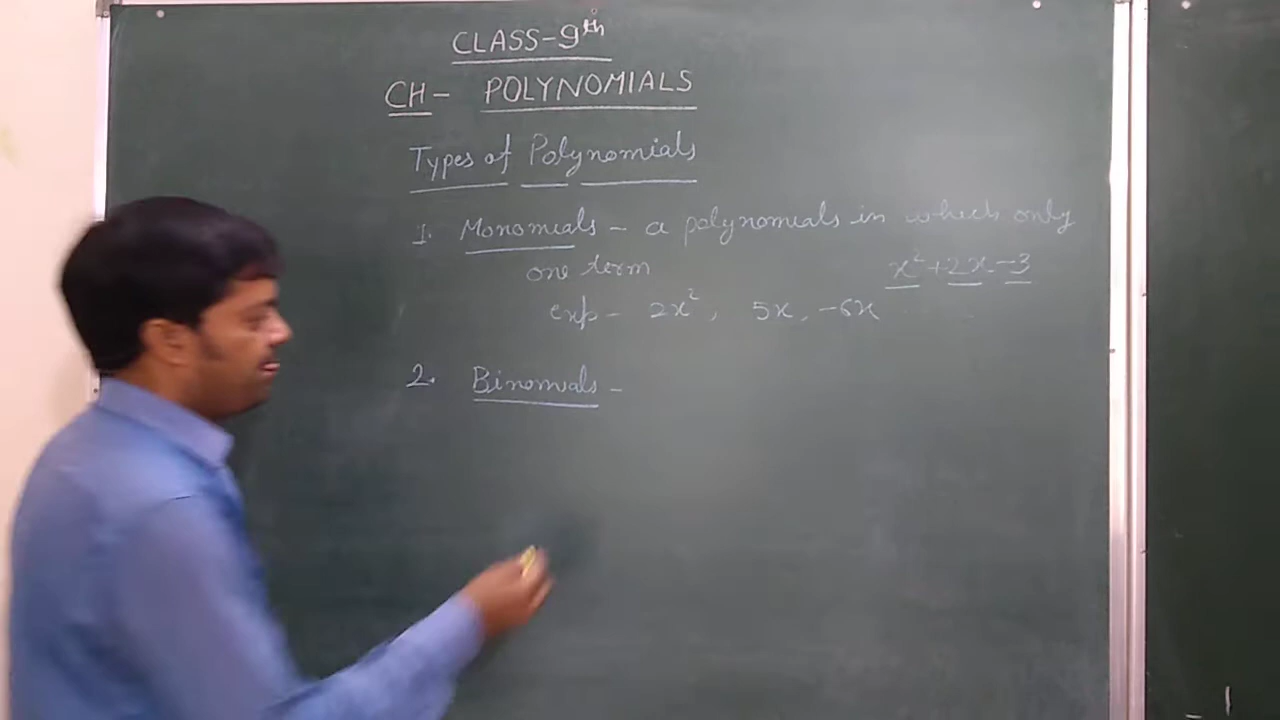 CLASS-9th
CH- POLYNOMIALS
Types of Polynomials
1. Monomials - a polynomials in which only
one term
x²+2x-3
exp- 2x², 5x, -6x
2. Binomials -